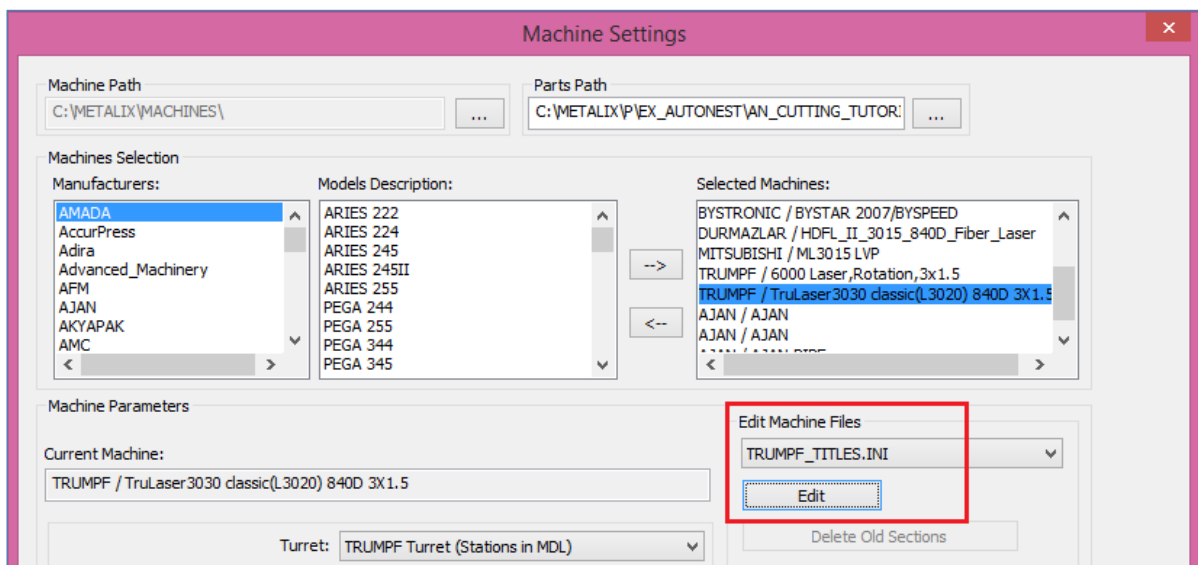 Machine Settings
Machine Path
C:\METALIX\MACHINES\
...
Parts Path
C:\METALIX\P\EX_AUTONEST\AN_CUTTING_TUTOR
...
Machines Selection
Manufacturers:
AMADA
AccurPress
Adira
Advanced_Machinery
AFM
AJAN
AKYAPAK
AMC
Models Description:
ARIES 222
ARIES 224
ARIES 245
ARIES 245II
ARIES 255
PEGA 244
PEGA 255
PEGA 344
PEGA 345
-->
<--
Selected Machines:
BYSTRONIC / BYSTAR 2007/BYSPEED
DURMAZLAR / HDFL_II_3015_840D_Fiber_Laser
MITSUBISHI / ML3015 LVP
TRUMPF / 6000 Laser,Rotation,3x1.5
TRUMPF / TruLaser3030 classic(L3020) 840D 3X1.5
AJAN / AJAN
AJAN / AJAN
AJAN / AJAN PIPE
Machine Parameters
Current Machine:
TRUMPF / TruLaser3030 classic(L3020) 840D 3X1.5
Turret:
TRUMPF Turret (Stations in MDL)
Edit Machine Files
TRUMPF_TITLES.INI
Edit
Delete Old Sections